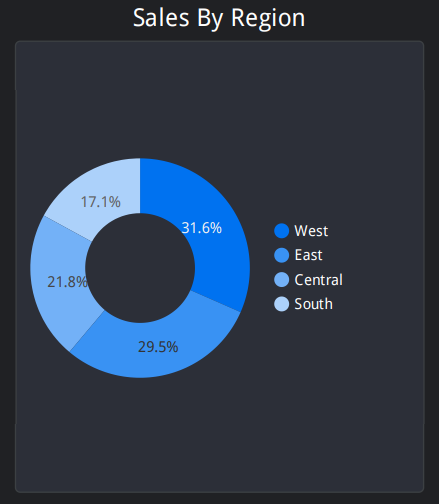 Sales By Region
17.1%
31.6%
21.8%
29.5%
West
East
Central
South